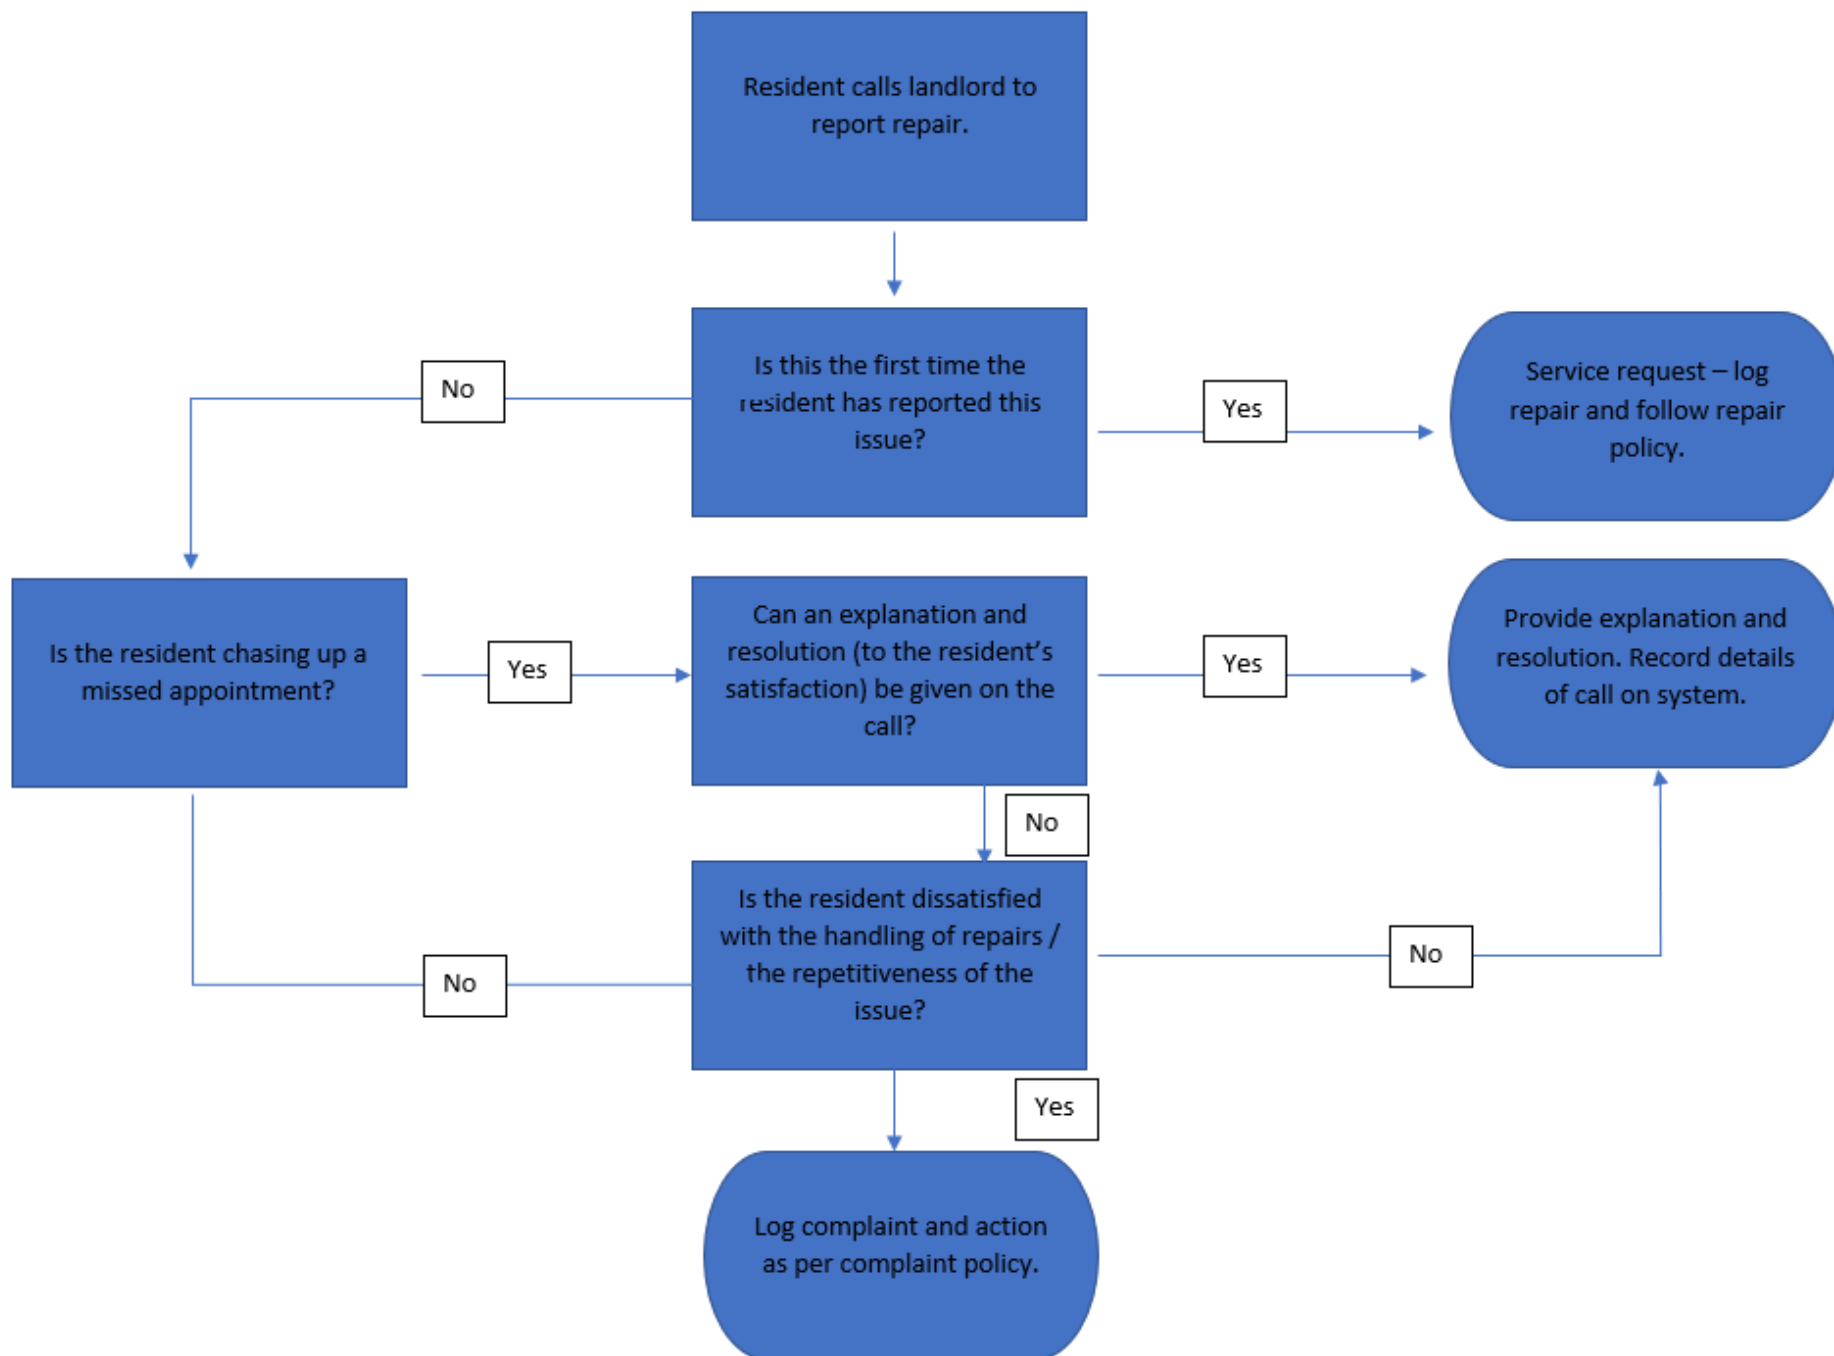 Resident calls landlord to
report repair.
Is this the first time the
resident has reported this
issue?
No
Yes
Service request – log
repair and follow repair
policy.
Is the resident chasing up a
missed appointment?
Yes
Can an explanation and
resolution (to the resident’s
satisfaction) be given on the
call?
Yes
Provide explanation and
resolution. Record details
of call on system.
No
Is the resident dissatisfied
with the handling of repairs /
the repetitiveness of the
issue?
No
No
Yes
Log complaint and action
as per complaint policy.